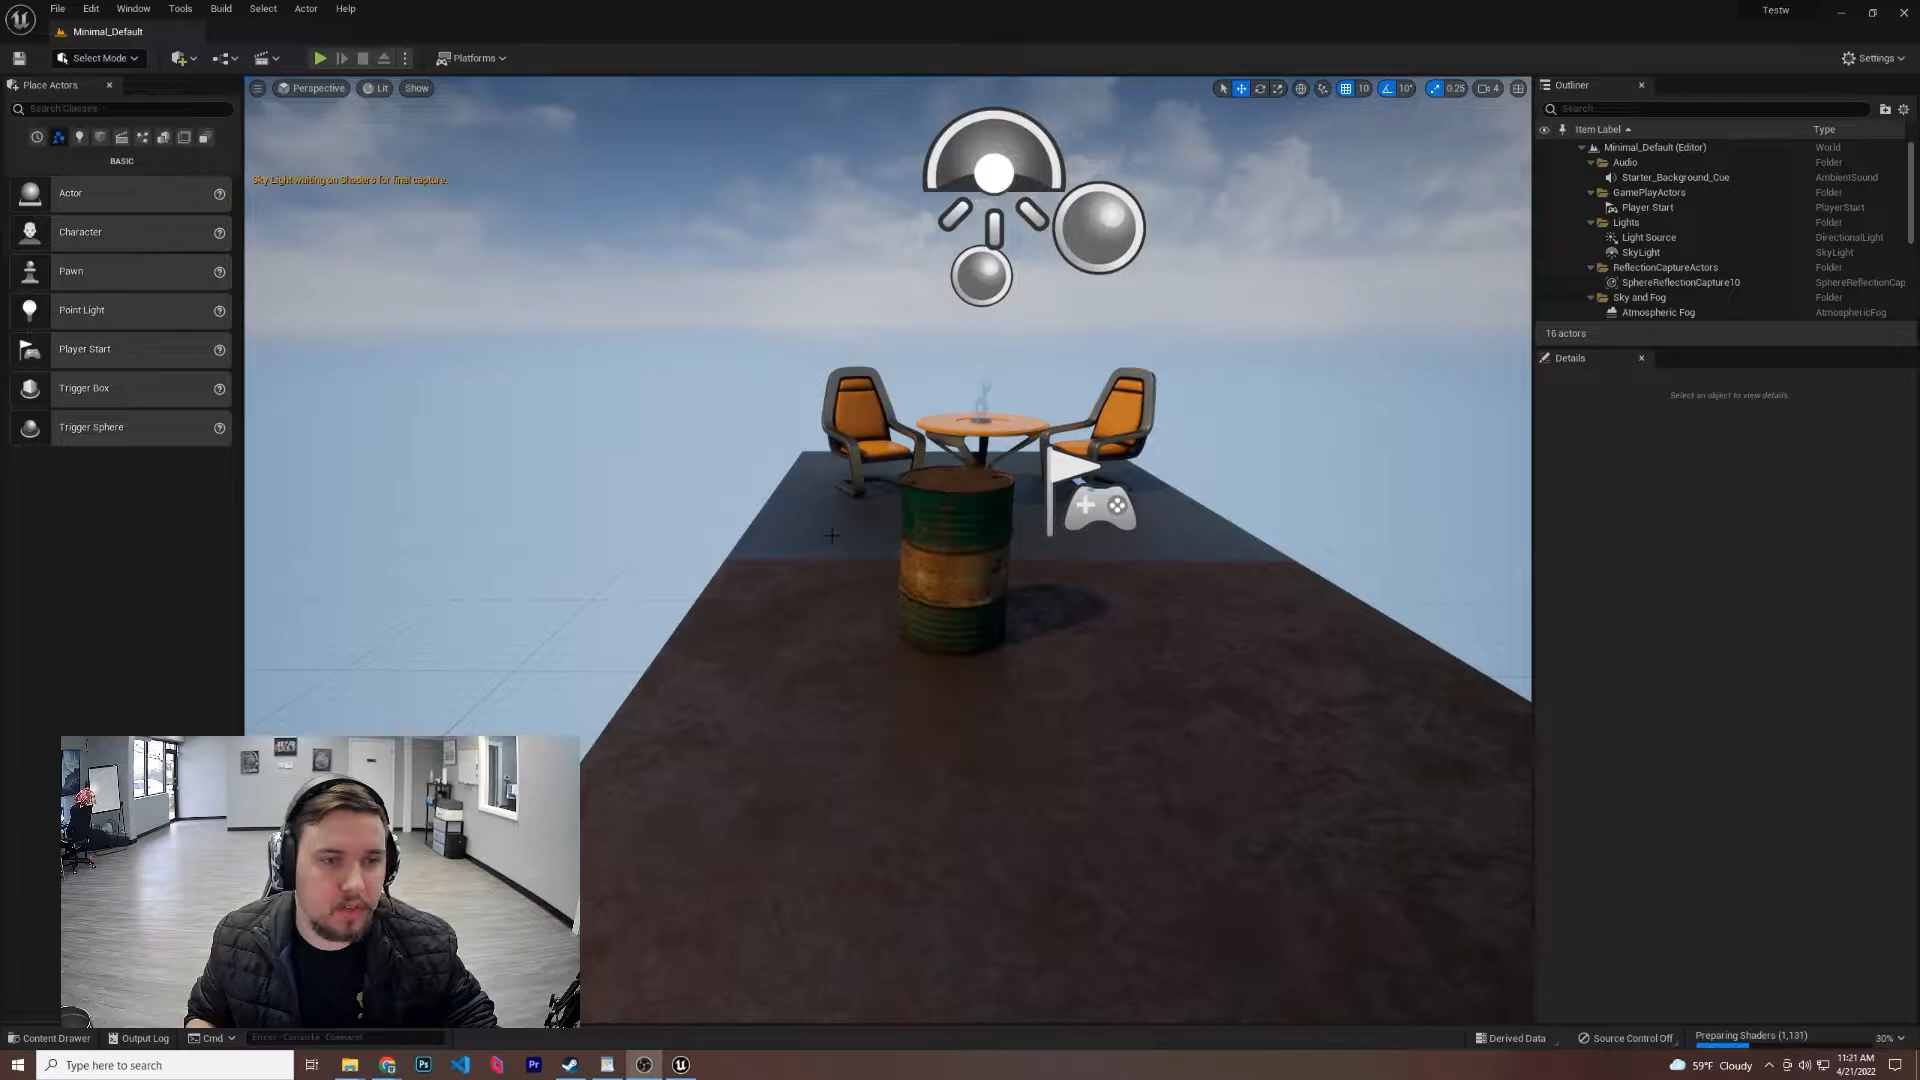 File Edit Window Tools Build Select Actor Help
Testw
Minimal_Default
Select Mode
Platforms
Settings
Place Actors
Perspective Lit Show
10 10° 0.25 4
Outliner
Search Classes
Search...
Item Label Type
BASIC
Minimal_Default (Editor) World
Audio Folder
Starter_Background_Cue AmbientSound
Sky Light waiting on Shaders for final capture.
Actor
GamePlayActors Folder
Player Start PlayerStart
Lights Folder
Character
Light Source DirectionalLight
SkyLight SkyLight
Pawn
ReflectionCaptureActors Folder
SphereReflectionCapture10 SphereReflectionCap
Sky and Fog Folder
Point Light
Atmospheric Fog AtmosphericFog
16 actors
Player Start
Details
Trigger Box
Select an object to view details.
Trigger Sphere
Content Drawer Output Log Cmd Enter Console Command
Derived Data Source Control Off Preparing Shaders (1,131) 30%
Type here to search
Ps Pr
59°F Cloudy
11:21 AM
4/21/2022